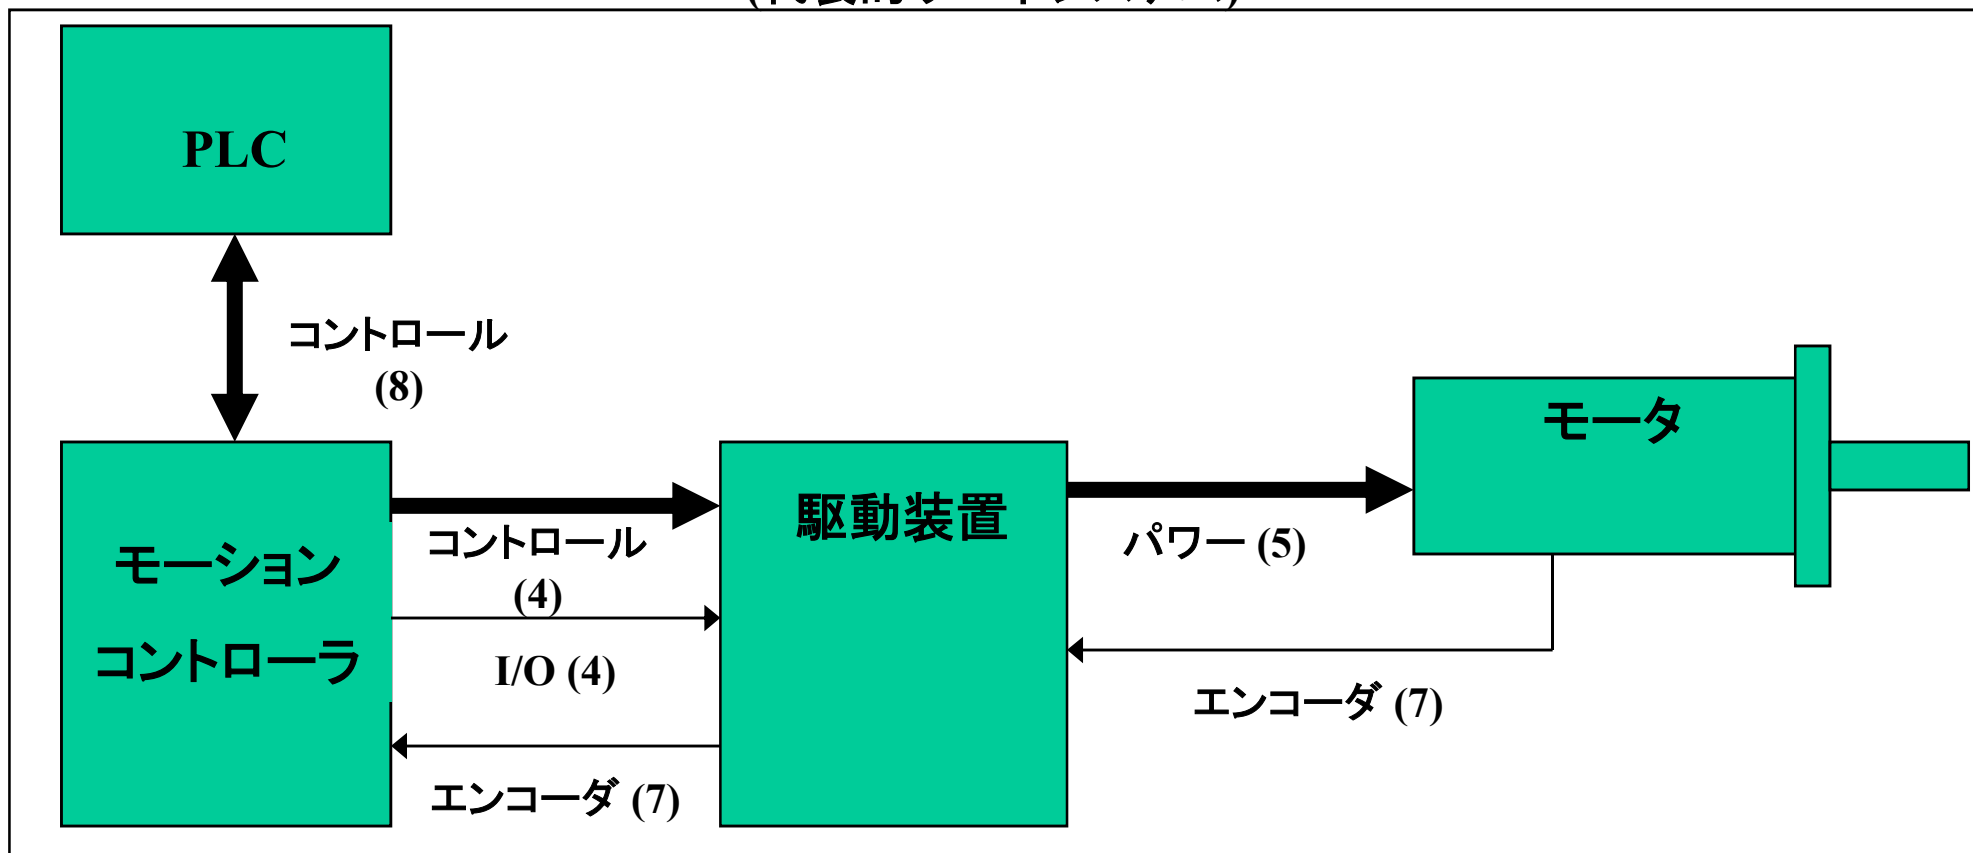 PLC
コントロール
(8)
モーション
コントローラ
コントロール
(4)
I/O (4)
エンコーダ (7)
駆動装置
パワー (5)
エンコーダ (7)
モータ